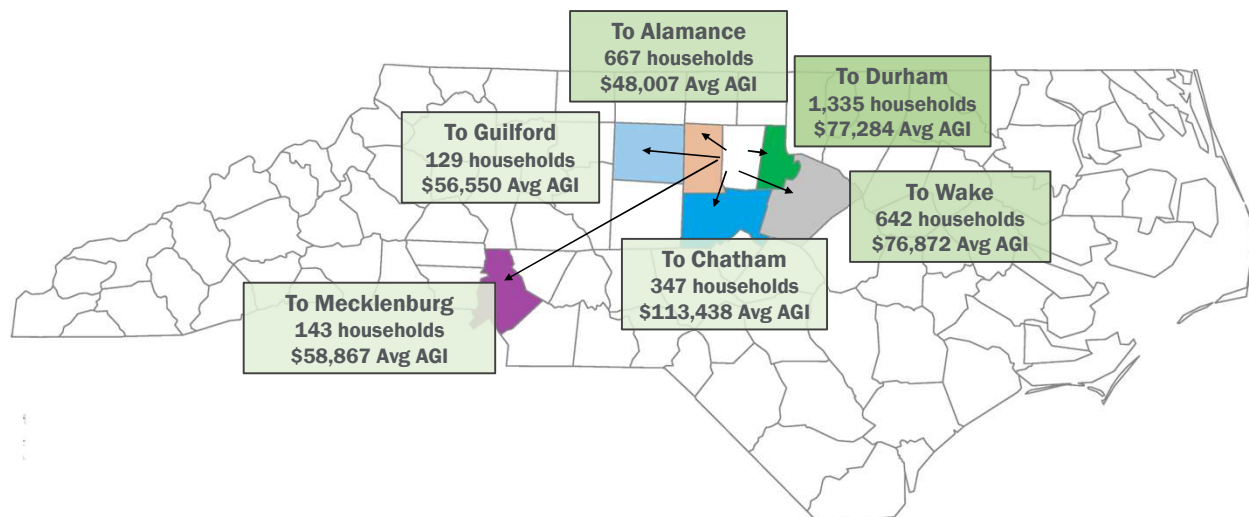 To Alamance
667 households
$48,007 Avg AGI
To Durham
1,335 households
$77,284 Avg AGI
To Guilford
129 households
$56,550 Avg AGI
To Wake
642 households
$76,872 Avg AGI
To Chatham
347 households
$113,438 Avg AGI
To Mecklenburg
143 households
$58,867 Avg AGI